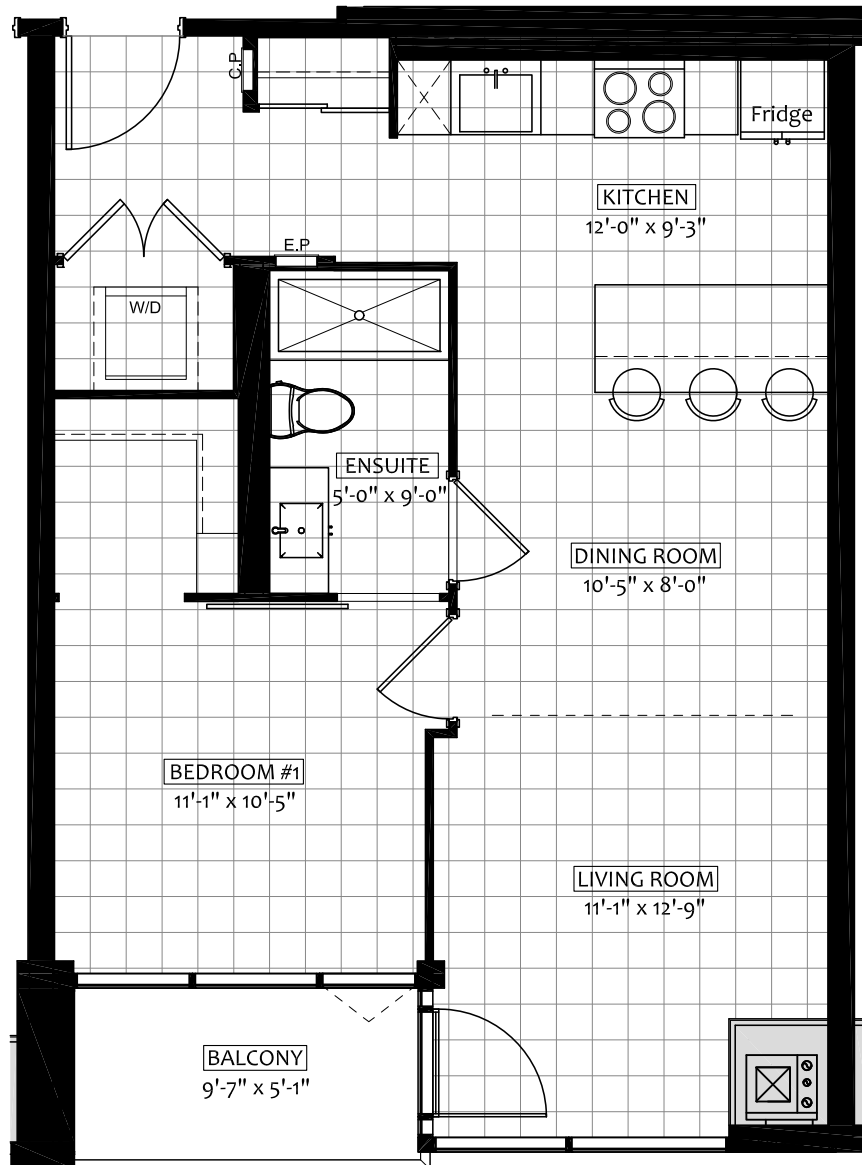 C.P
Fridge
KITCHEN
12'-0" x 9'-3"
E.P
W/D
ENSUITE
5'-0" x 9'-0"
DINING ROOM
10'-5" x 8'-0"
BEDROOM #1
11'-1" x 10'-5"
LIVING ROOM
11'-1" x 12'-9"
BALCONY
9'-7" x 5'-1"